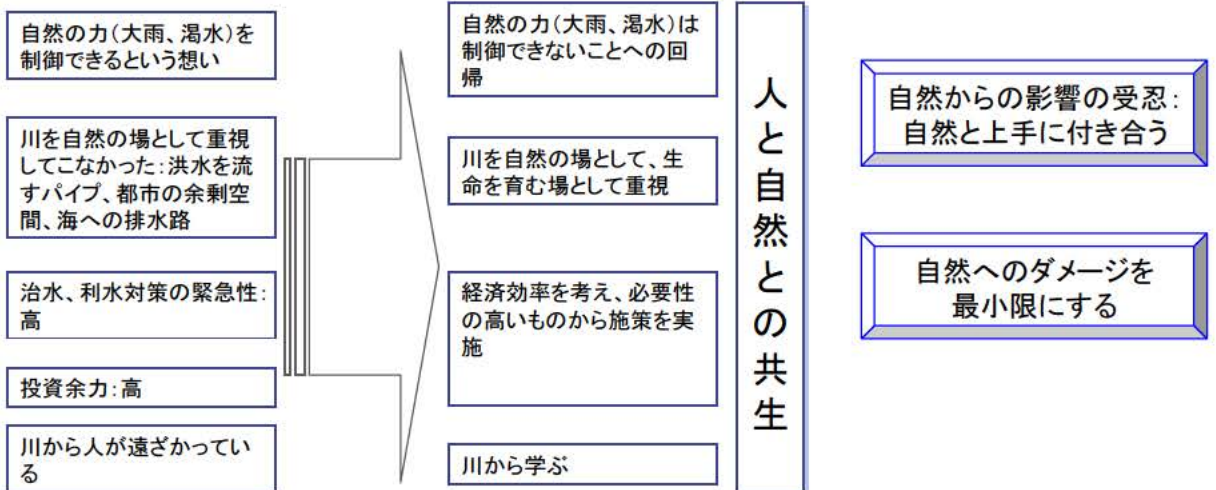 自然の力（大雨、渇水）を
制御できるという想い
川を自然の場として重視
してこなかった：洪水を流
すパイプ、都市の余剰空
間、海への排水路
治水、利水対策の緊急性：
高
投資余力：高
川から人が遠ざかってい
る
自然の力（大雨、渇水）は
制御できないことへの回
帰
川を自然の場として、生
命を育む場として重視
経済効率を考え、必要性
の高いものから施策を実
施
川から学ぶ
人と自然との共生
自然からの影響の受忍：
自然と上手に付き合う
自然へのダメージを
最小限にする